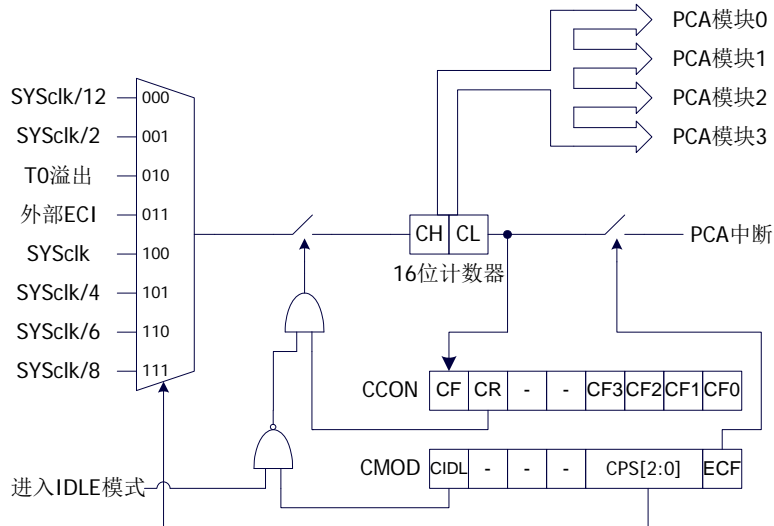 PCA模块0
PCA模块1
PCA模块2
PCA模块3
SYSclk/12 000
SYSclk/2 001
T0溢出 010
外部ECI 011
SYSclk 100
SYSclk/4 101
SYSclk/6 110
SYSclk/8 111
CH CL
16位计数器
PCA中断
CCON CF CR - - CF3 CF2 CF1 CF0
CMOD CIDL - - - CPS[2:0] ECF
进入IDLE模式